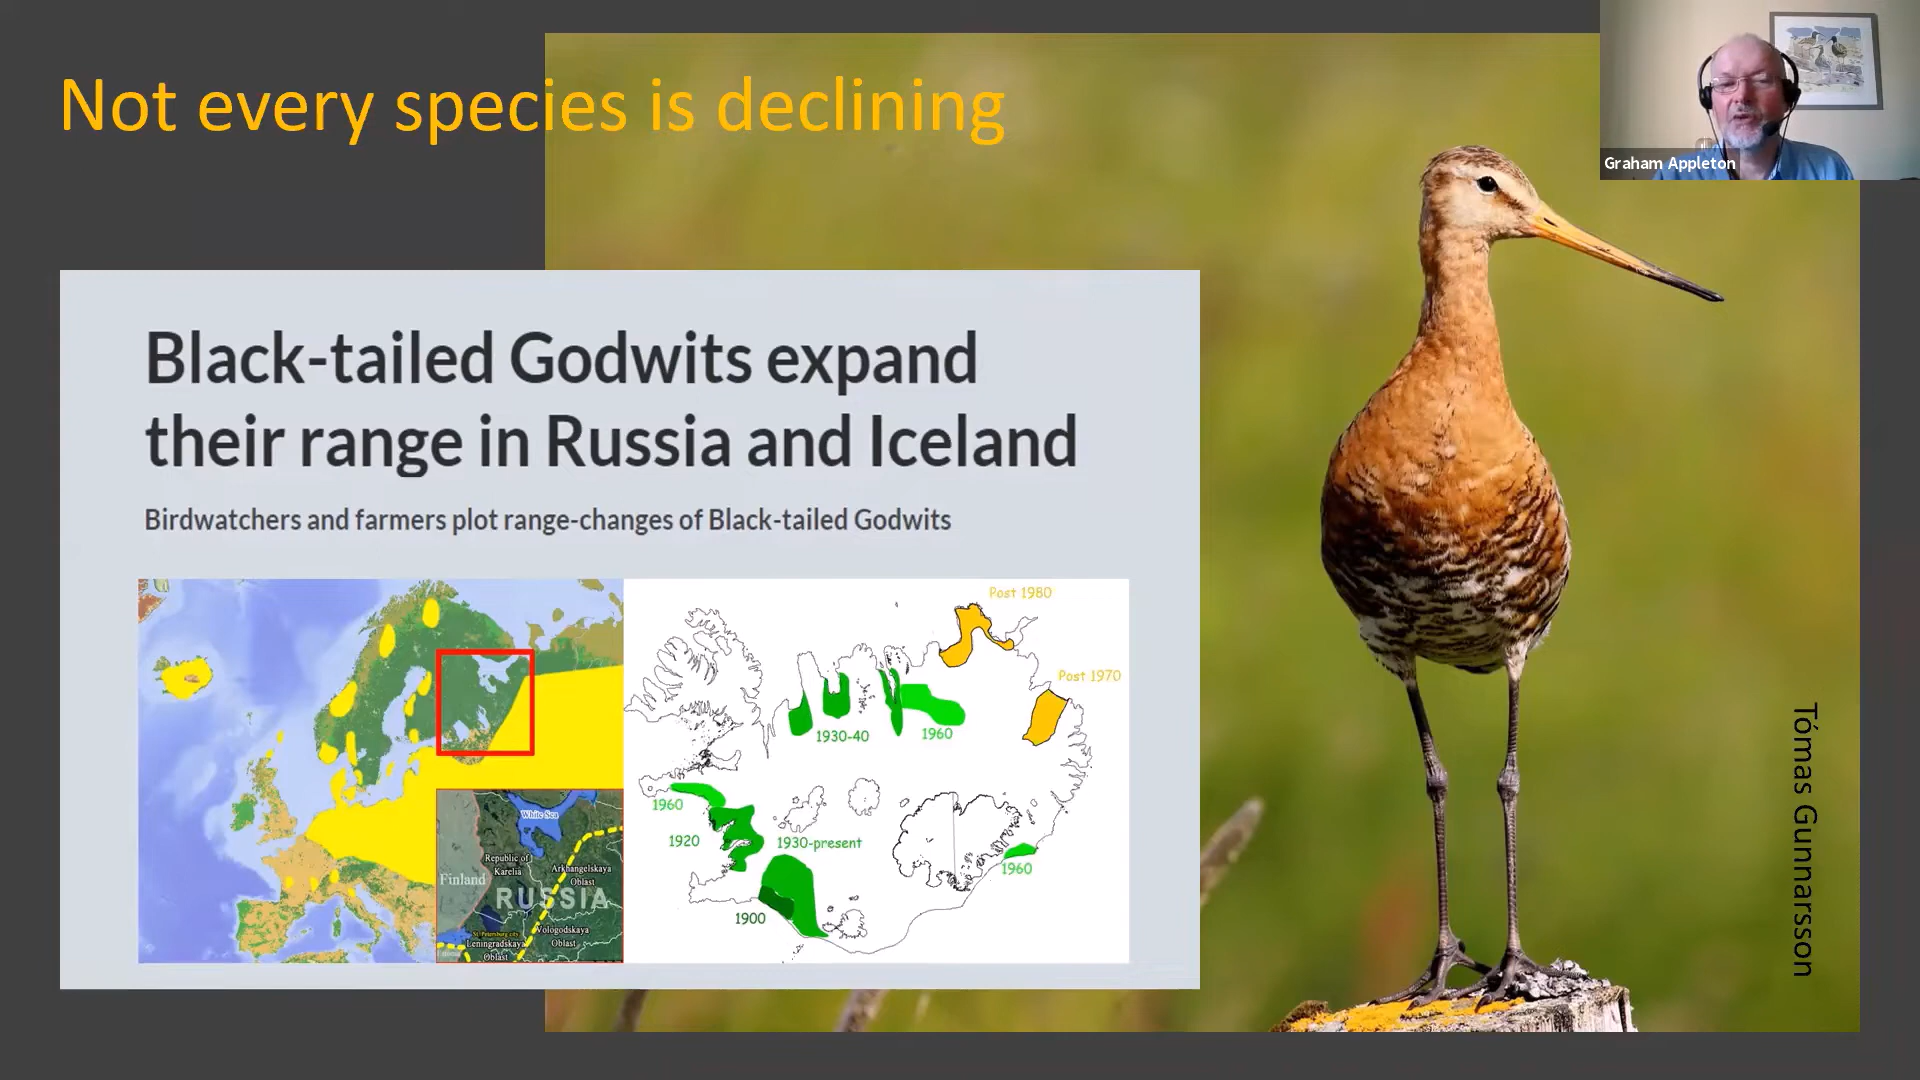 Not every species is declining
Graham Appleton
Black-tailed Godwits expand
their range in Russia and Iceland
Birdwatchers and farmers plot range-changes of Black-tailed Godwits
Post 1980
Post 1970
1930-40
1960
1960
1920
1930-present
1960
1900
White Sea
Republic of
Karelia
Arkhangelskaya
Oblast
Finland
RUSSIA
Vologodskaya
Oblast
St. Petersburg city
Leningradskaya
Oblast
Tómas Gunnarsson